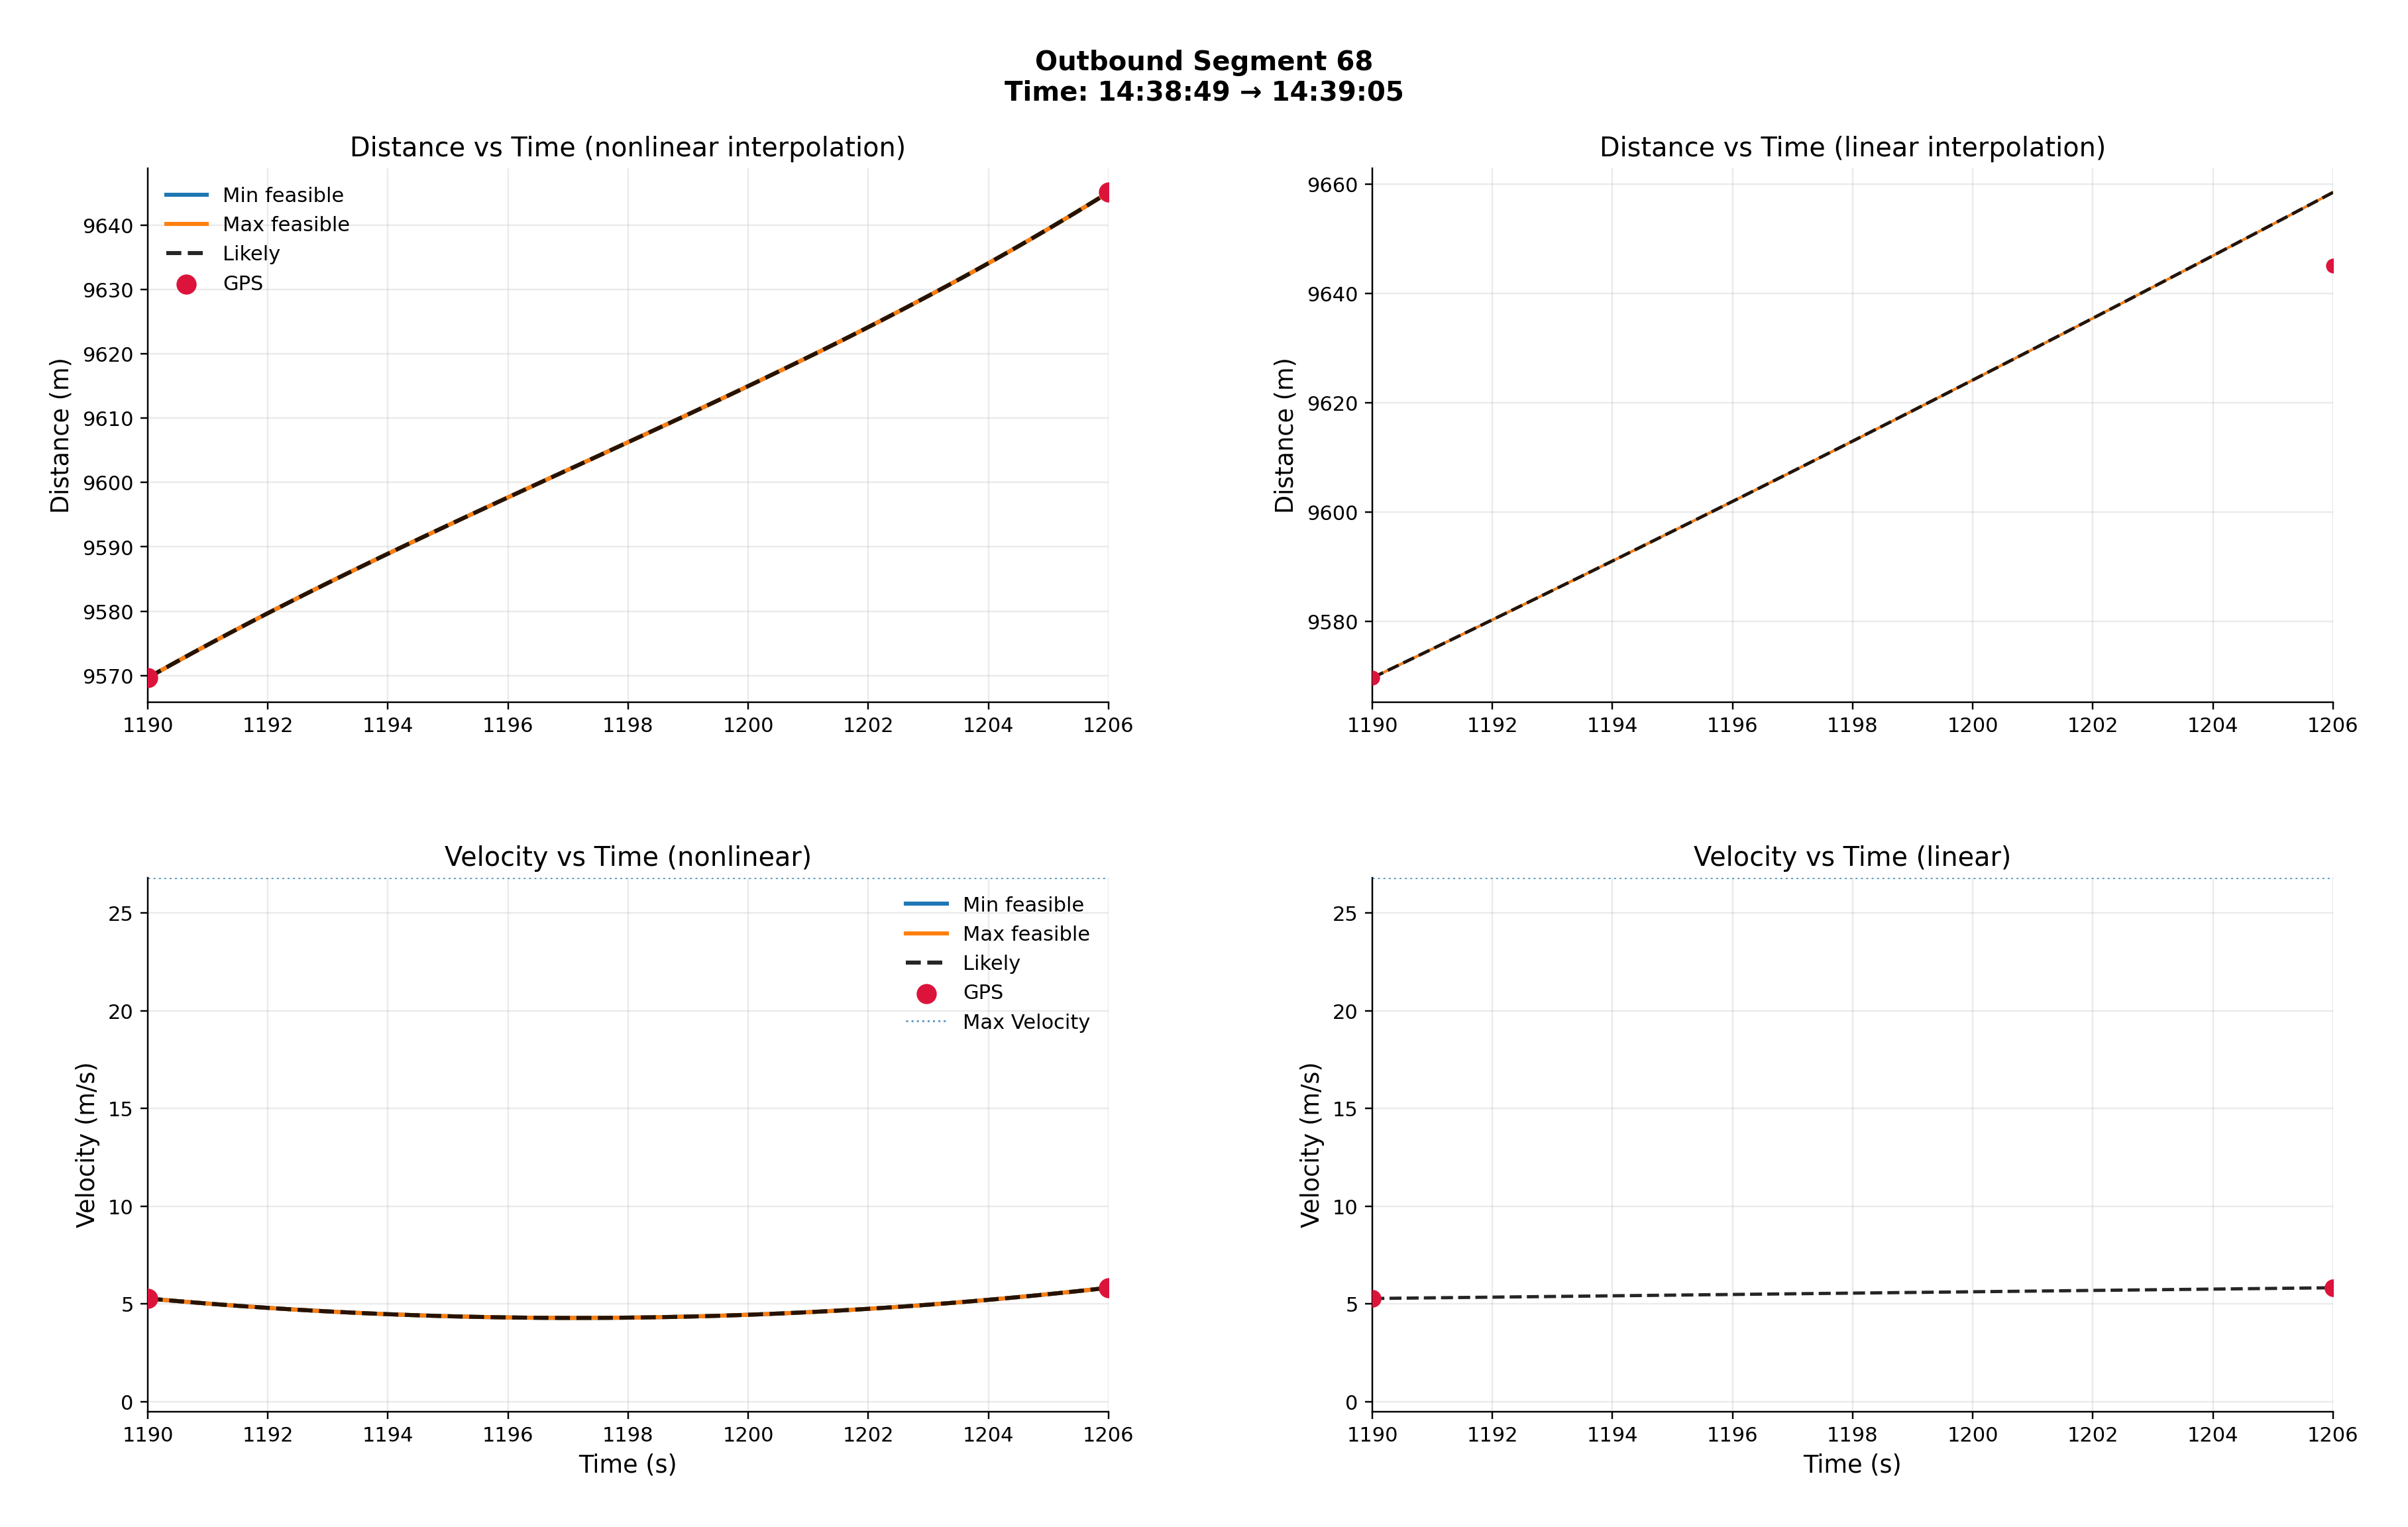 Outbound Segment 68
Time: 14:38:49 → 14:39:05
Distance vs Time (nonlinear interpolation)
Distance (m)
9640
9630
9620
9610
9600
9590
9580
9570
1190 1192 1194 1196 1198 1200 1202 1204 1206
Min feasible
Max feasible
Likely
GPS
Distance vs Time (linear interpolation)
Distance (m)
9660
9640
9620
9600
9580
1190 1192 1194 1196 1198 1200 1202 1204 1206
Velocity vs Time (nonlinear)
Velocity (m/s)
25
20
15
10
5
0
1190 1192 1194 1196 1198 1200 1202 1204 1206
Time (s)
Min feasible
Max feasible
Likely
GPS
Max Velocity
Velocity vs Time (linear)
Velocity (m/s)
25
20
15
10
5
0
1190 1192 1194 1196 1198 1200 1202 1204 1206
Time (s)